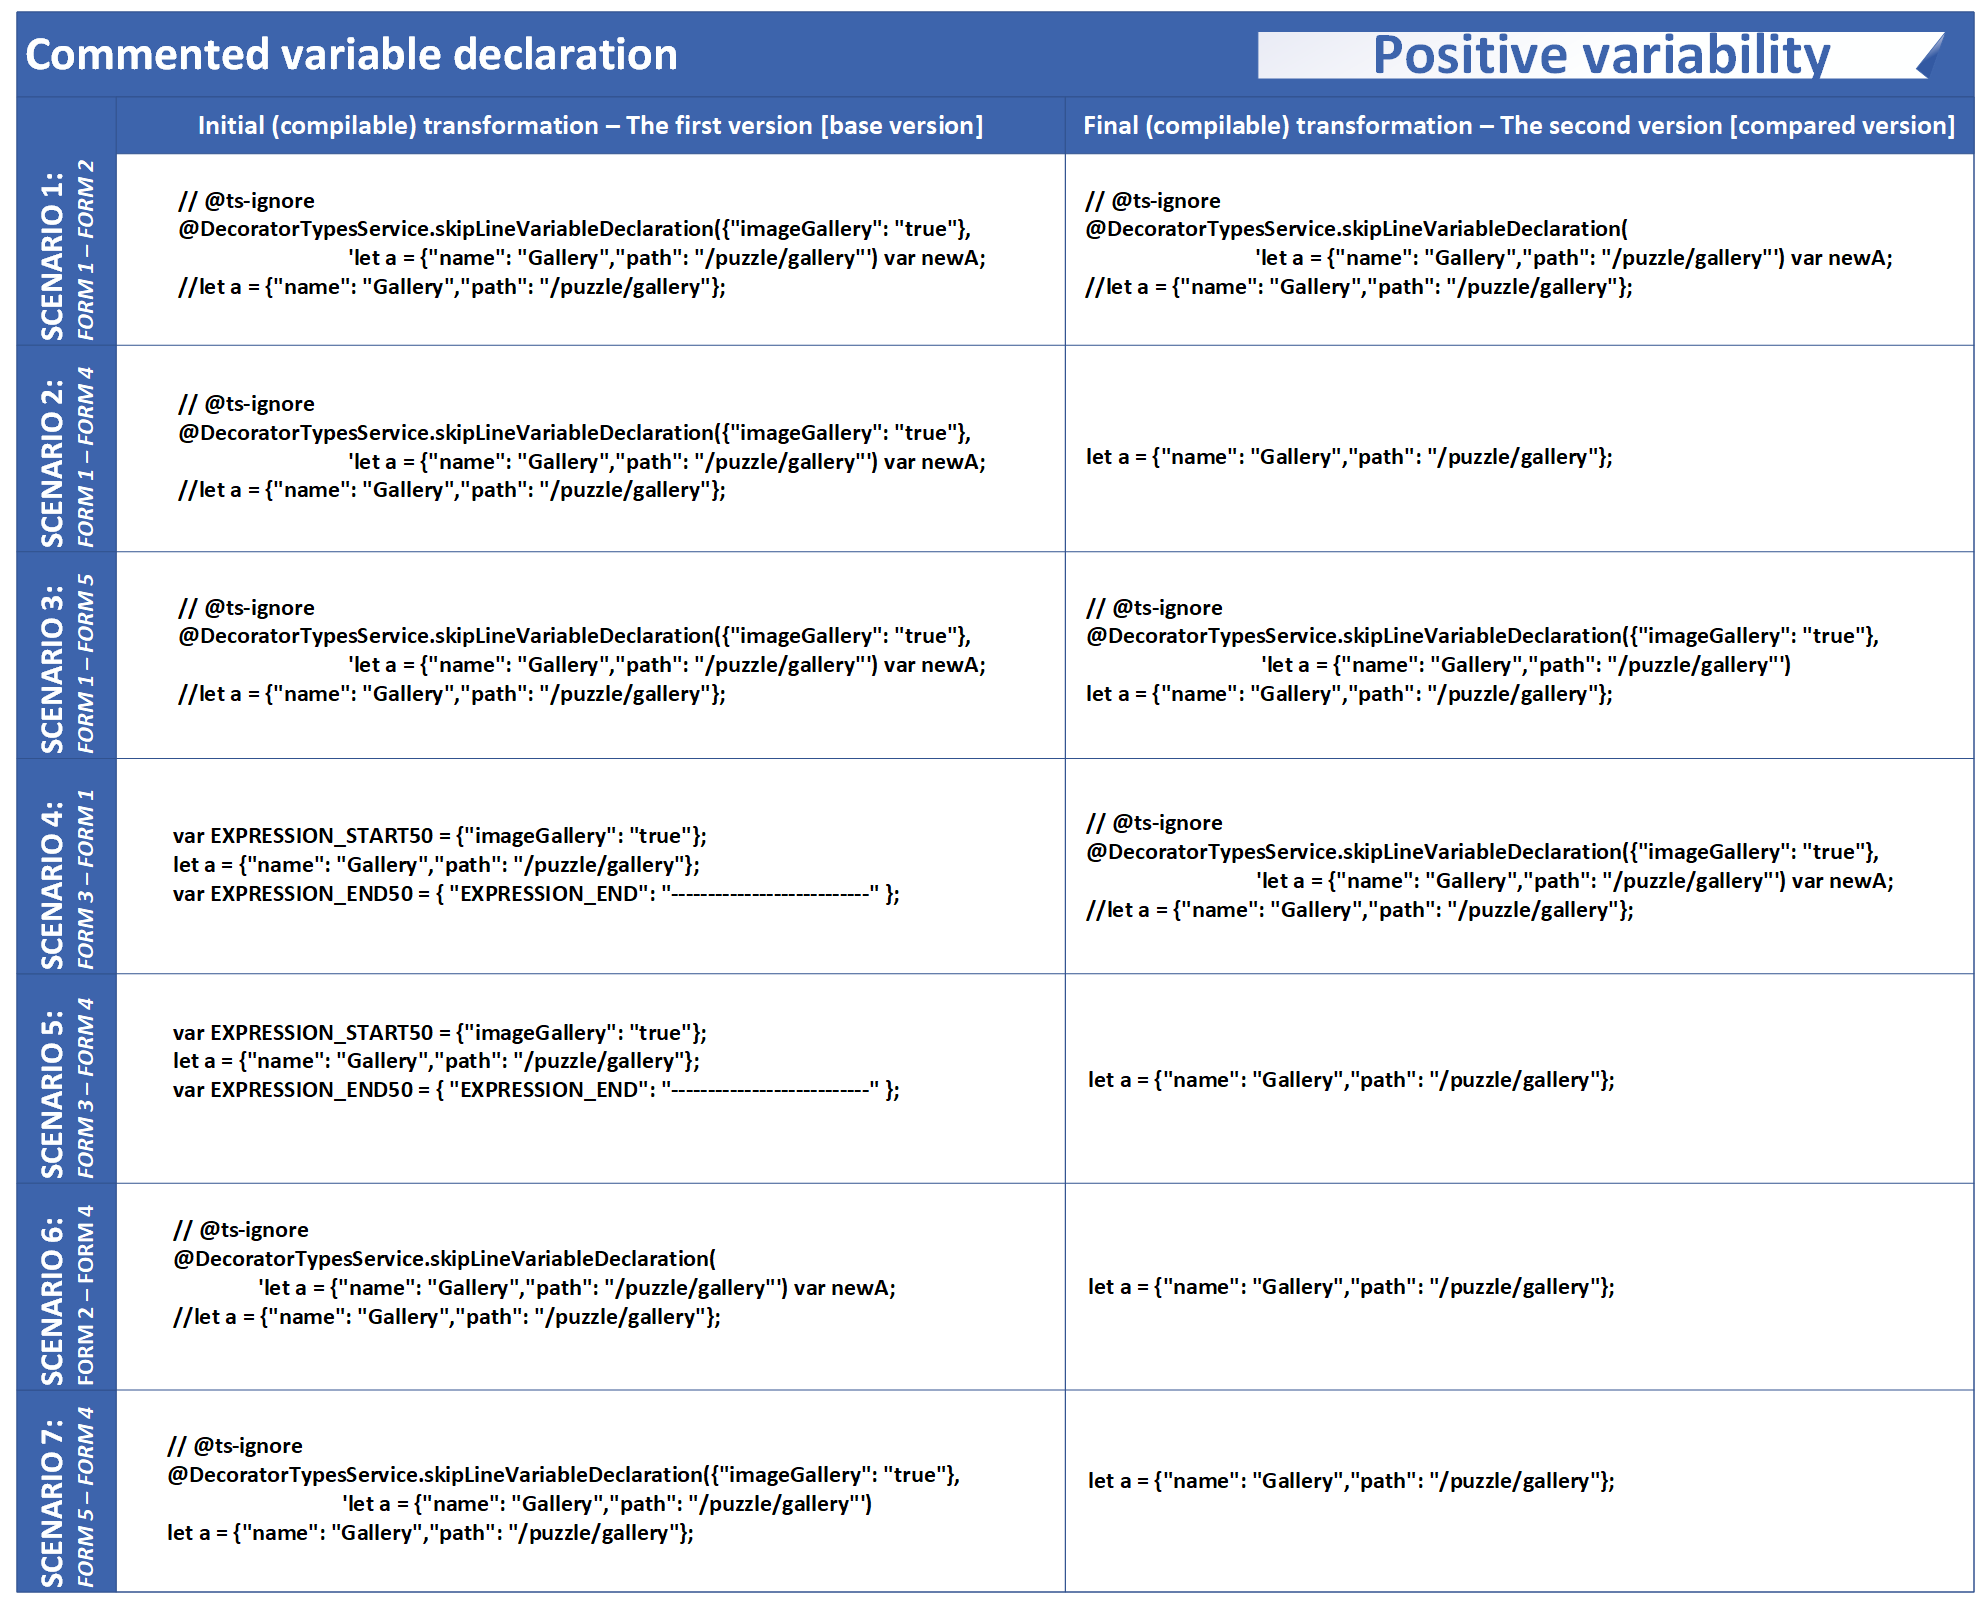 Commented variable declaration
Positive variability
Initial (compilable) transformation – The first version [base version]
Final (compilable) transformation – The second version [compared version]
SCENARIO 1:
FORM 1 – FORM 2
// @ts-ignore
@DecoratorTypesService.skipLineVariableDeclaration({"imageGallery": "true"},
'let a = {"name": "Gallery","path": "/puzzle/gallery"') var newA;
//let a = {"name": "Gallery","path": "/puzzle/gallery"};
// @ts-ignore
@DecoratorTypesService.skipLineVariableDeclaration(
'let a = {"name": "Gallery","path": "/puzzle/gallery"') var newA;
//let a = {"name": "Gallery","path": "/puzzle/gallery"};
SCENARIO 2:
FORM 1 – FORM 4
// @ts-ignore
@DecoratorTypesService.skipLineVariableDeclaration({"imageGallery": "true"},
'let a = {"name": "Gallery","path": "/puzzle/gallery"') var newA;
//let a = {"name": "Gallery","path": "/puzzle/gallery"};
let a = {"name": "Gallery","path": "/puzzle/gallery"};
SCENARIO 3:
FORM 1 – FORM 5
// @ts-ignore
@DecoratorTypesService.skipLineVariableDeclaration({"imageGallery": "true"},
'let a = {"name": "Gallery","path": "/puzzle/gallery"') var newA;
//let a = {"name": "Gallery","path": "/puzzle/gallery"};
// @ts-ignore
@DecoratorTypesService.skipLineVariableDeclaration({"imageGallery": "true"},
'let a = {"name": "Gallery","path": "/puzzle/gallery"')
let a = {"name": "Gallery","path": "/puzzle/gallery"};
SCENARIO 4:
FORM 3 – FORM 1
var EXPRESSION_START50 = {"imageGallery": "true"};
let a = {"name": "Gallery","path": "/puzzle/gallery"};
var EXPRESSION_END50 = { "EXPRESSION_END": "---------------------------" };
// @ts-ignore
@DecoratorTypesService.skipLineVariableDeclaration({"imageGallery": "true"},
'let a = {"name": "Gallery","path": "/puzzle/gallery"') var newA;
//let a = {"name": "Gallery","path": "/puzzle/gallery"};
SCENARIO 5:
FORM 3 – FORM 4
var EXPRESSION_START50 = {"imageGallery": "true"};
let a = {"name": "Gallery","path": "/puzzle/gallery"};
var EXPRESSION_END50 = { "EXPRESSION_END": "---------------------------" };
let a = {"name": "Gallery","path": "/puzzle/gallery"};
SCENARIO 6:
FORM 2 – FORM 4
// @ts-ignore
@DecoratorTypesService.skipLineVariableDeclaration(
'let a = {"name": "Gallery","path": "/puzzle/gallery"') var newA;
//let a = {"name": "Gallery","path": "/puzzle/gallery"};
let a = {"name": "Gallery","path": "/puzzle/gallery"};
SCENARIO 7:
FORM 5 – FORM 4
// @ts-ignore
@DecoratorTypesService.skipLineVariableDeclaration({"imageGallery": "true"},
'let a = {"name": "Gallery","path": "/puzzle/gallery"')
let a = {"name": "Gallery","path": "/puzzle/gallery"};
let a = {"name": "Gallery","path": "/puzzle/gallery"};